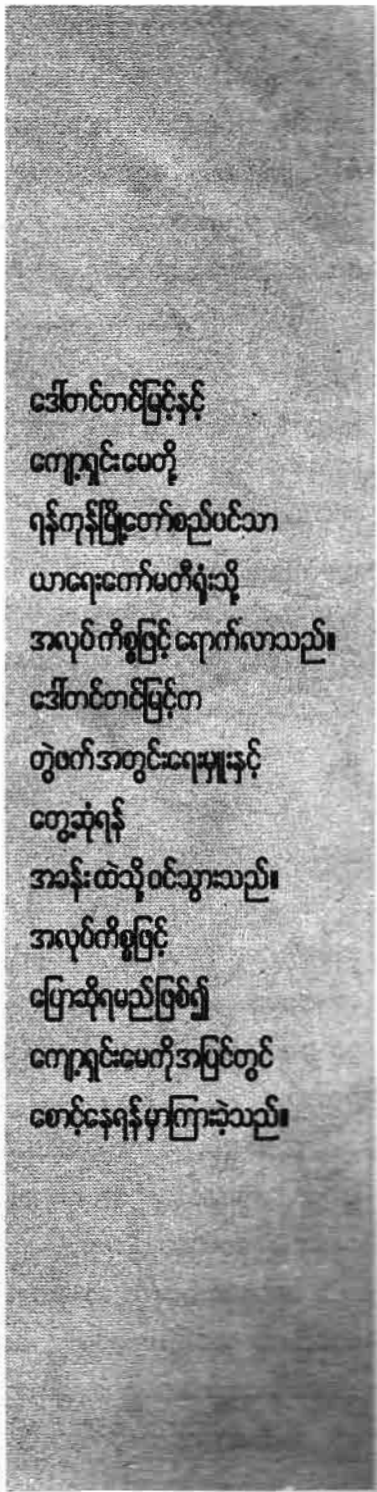 ဒေါ်တင်တင်မြင့်နှင့်
ကျော့ရှင်းမေတို့
ရန်ကုန်မြို့တော်စည်ပင်သာ
ယာရေးကော်မတီရုံးသို့
အလုပ်ကိစ္စဖြင့် ရောက်လာသည်။
ဒေါ်တင်တင်မြင့်က
တွဲဖက်အတွင်းရေးမှူးနှင့်
တွေ့ဆုံရန်
အခန်းထဲသို့ ဝင်သွားသည်။
အလုပ်ကိစ္စဖြင့်
ပြောဆိုရမည်ဖြစ်၍
ကျော့ရှင်းမေကိုအပြင်တွင်
စောင့်နေရန်မှာကြားခဲ့သည်။